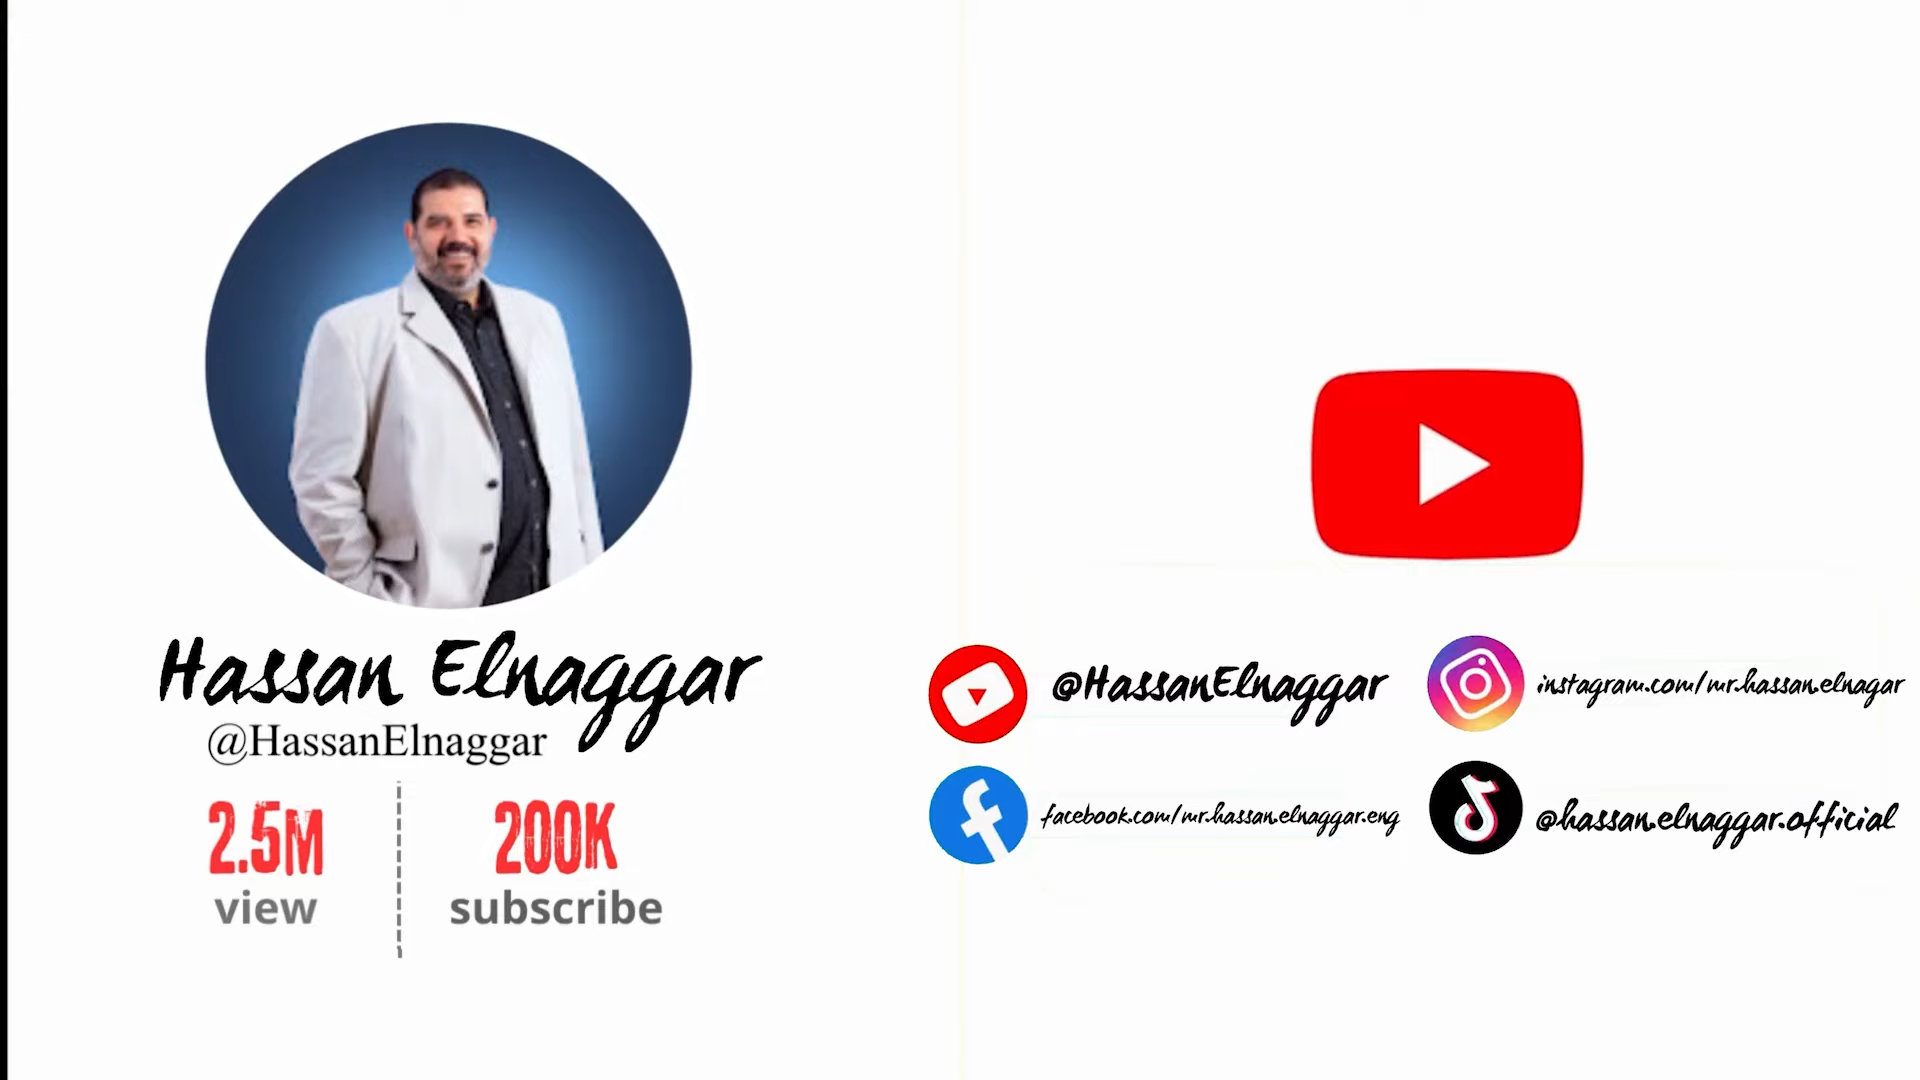 Hassan Elnaggar
@HassanElnaggar
2.5M
view
200K
subscribe
@HassanElnaggar
instagram.com/mr.hassan.elnagar
facebook.com/mr.hassan.elnaggar.eng
@hassan.elnaggar.official